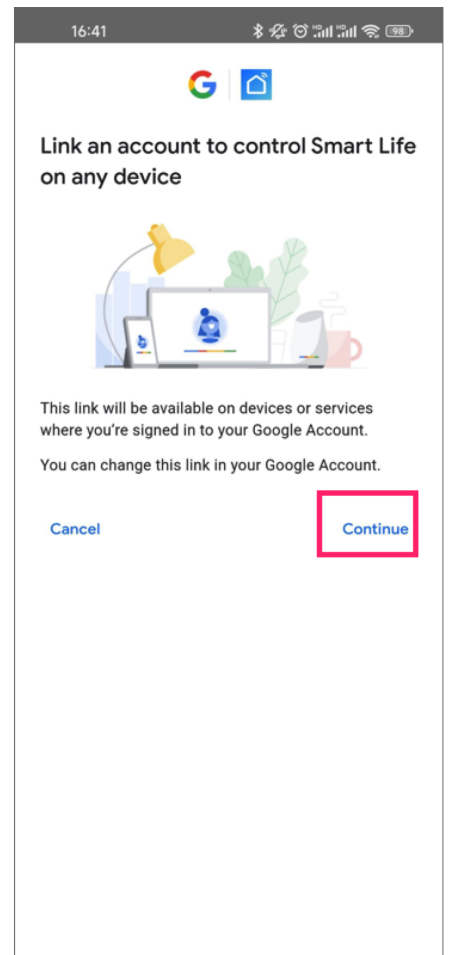 16:41
HD HD 98
G
Link an account to control Smart Life
on any device
This link will be available on devices or services
where you're signed in to your Google Account.
You can change this link in your Google Account.
Cancel Continue